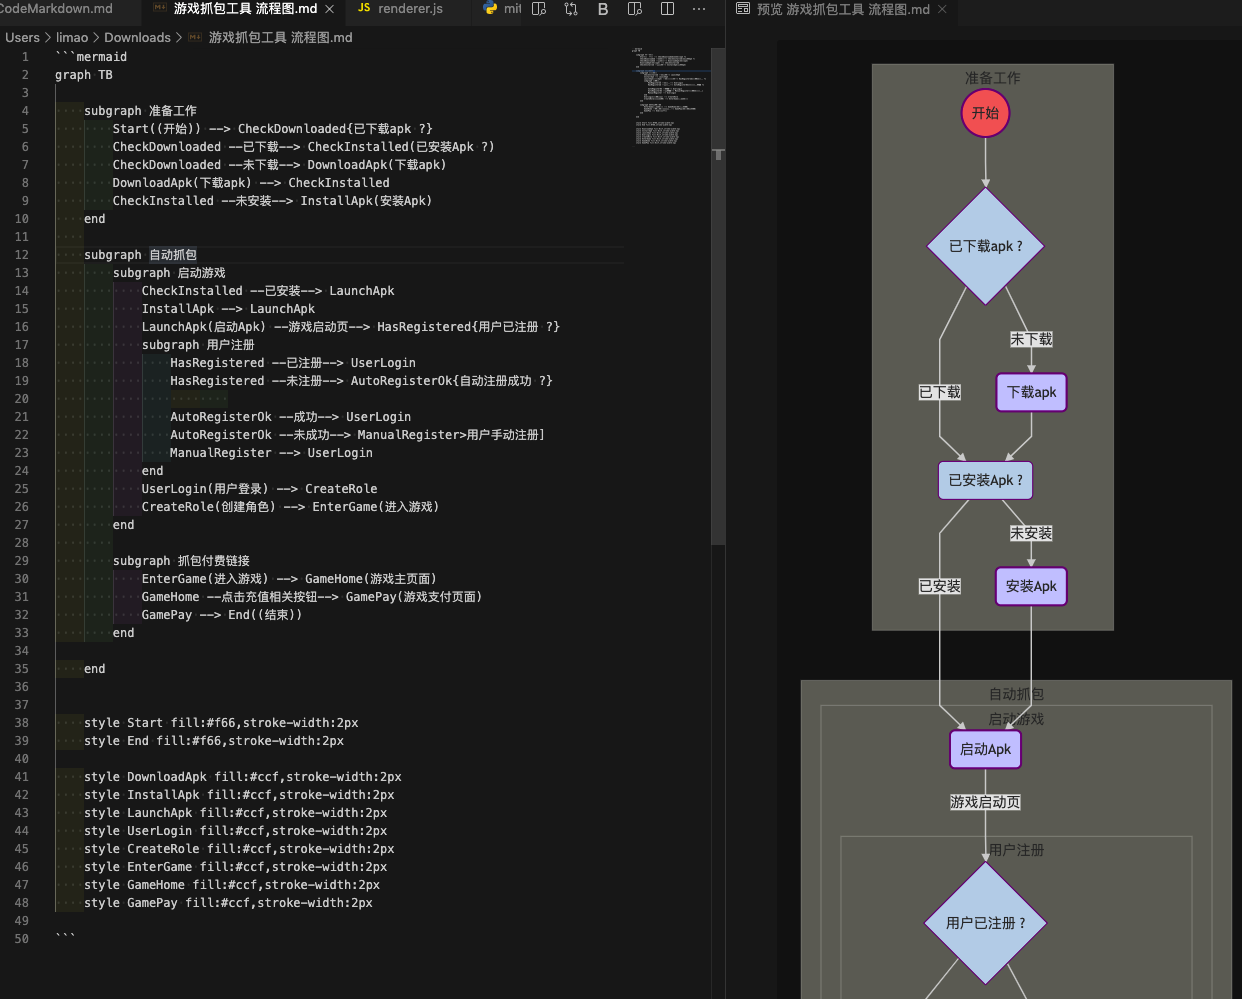 CodeMarkdown.md
游戏抓包工具 流程图.md
JS renderer.js
mit
预览 游戏抓包工具 流程图.md
Users > limao > Downloads > 游戏抓包工具 流程图.md
1 ```mermaid
2 graph TB
3
4 subgraph 准备工作
5 Start((开始)) --> CheckDownloaded{已下载apk ?}
6 CheckDownloaded --已下载--> CheckInstalled(已安装Apk ?)
7 CheckDownloaded --未下载--> DownloadApk(下载apk)
8 DownloadApk(下载apk) --> CheckInstalled
9 CheckInstalled --未安装--> InstallApk(安装Apk)
10 end
11
12 subgraph 自动抓包
13 subgraph 启动游戏
14 CheckInstalled --已安装--> LaunchApk
15 InstallApk --> LaunchApk
16 LaunchApk(启动Apk) --游戏启动页--> HasRegistered{用户已注册 ?}
17 subgraph 用户注册
18 HasRegistered --已注册--> UserLogin
19 HasRegistered --未注册--> AutoRegisterOk{自动注册成功 ?}
20
21 AutoRegisterOk --成功--> UserLogin
22 AutoRegisterOk --未成功--> ManualRegister>用户手动注册]
23 ManualRegister --> UserLogin
24 end
25 UserLogin(用户登录) --> CreateRole
26 CreateRole(创建角色) --> EnterGame(进入游戏)
27 end
28
29 subgraph 抓包付费链接
30 EnterGame(进入游戏) --> GameHome(游戏主页面)
31 GameHome --点击充值相关按钮--> GamePay(游戏支付页面)
32 GamePay --> End((结束))
33 end
34
35 end
36
37
38 style Start fill:#f66,stroke-width:2px
39 style End fill:#f66,stroke-width:2px
40
41 style DownloadApk fill:#ccf,stroke-width:2px
42 style InstallApk fill:#ccf,stroke-width:2px
43 style LaunchApk fill:#ccf,stroke-width:2px
44 style UserLogin fill:#ccf,stroke-width:2px
45 style CreateRole fill:#ccf,stroke-width:2px
46 style EnterGame fill:#ccf,stroke-width:2px
47 style GameHome fill:#ccf,stroke-width:2px
48 style GamePay fill:#ccf,stroke-width:2px
49
50 ```
准备工作
开始
已下载apk ?
未下载
已下载
下载apk
已安装Apk ?
未安装
已安装
安装Apk
自动抓包
启动游戏
启动Apk
游戏启动页
用户注册
用户已注册 ?